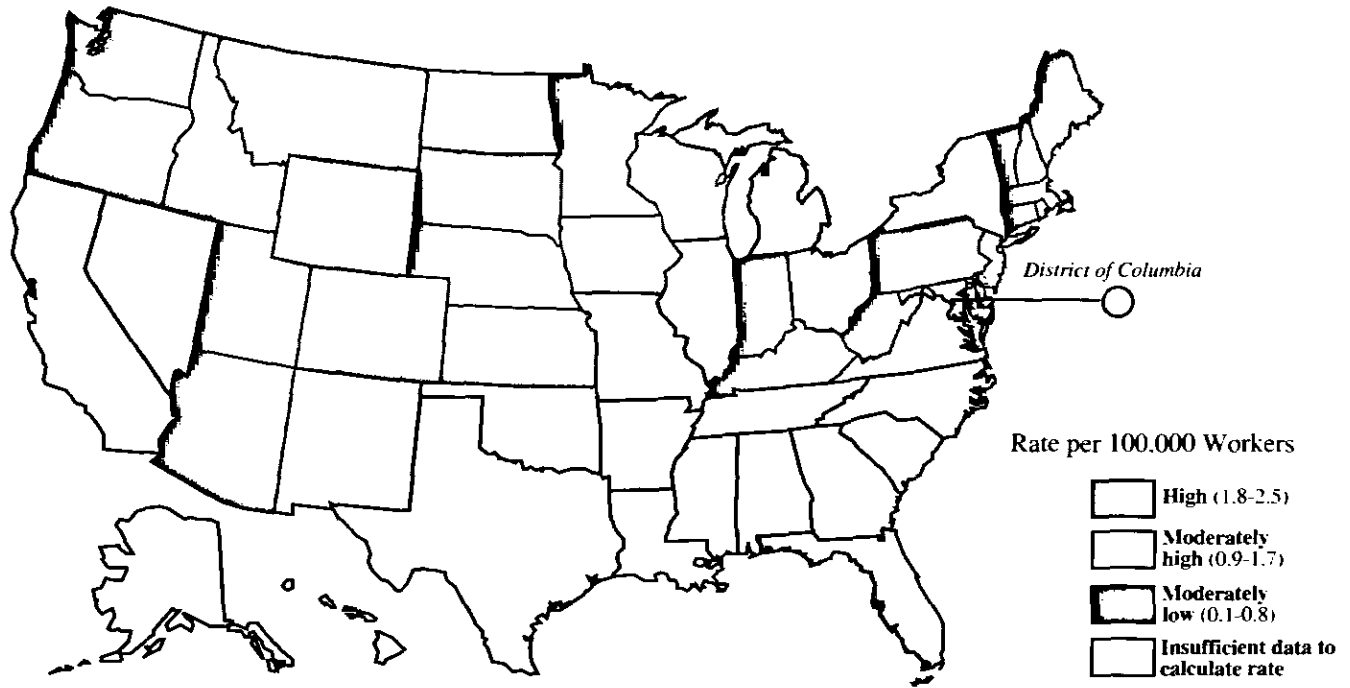 District of Columbia
Rate per 100,000 Workers
High (1.8-2.5)
Moderately
high (0.9-1.7)
Moderately
low (0.1-0.8)
Insufficient data to
calculate rate